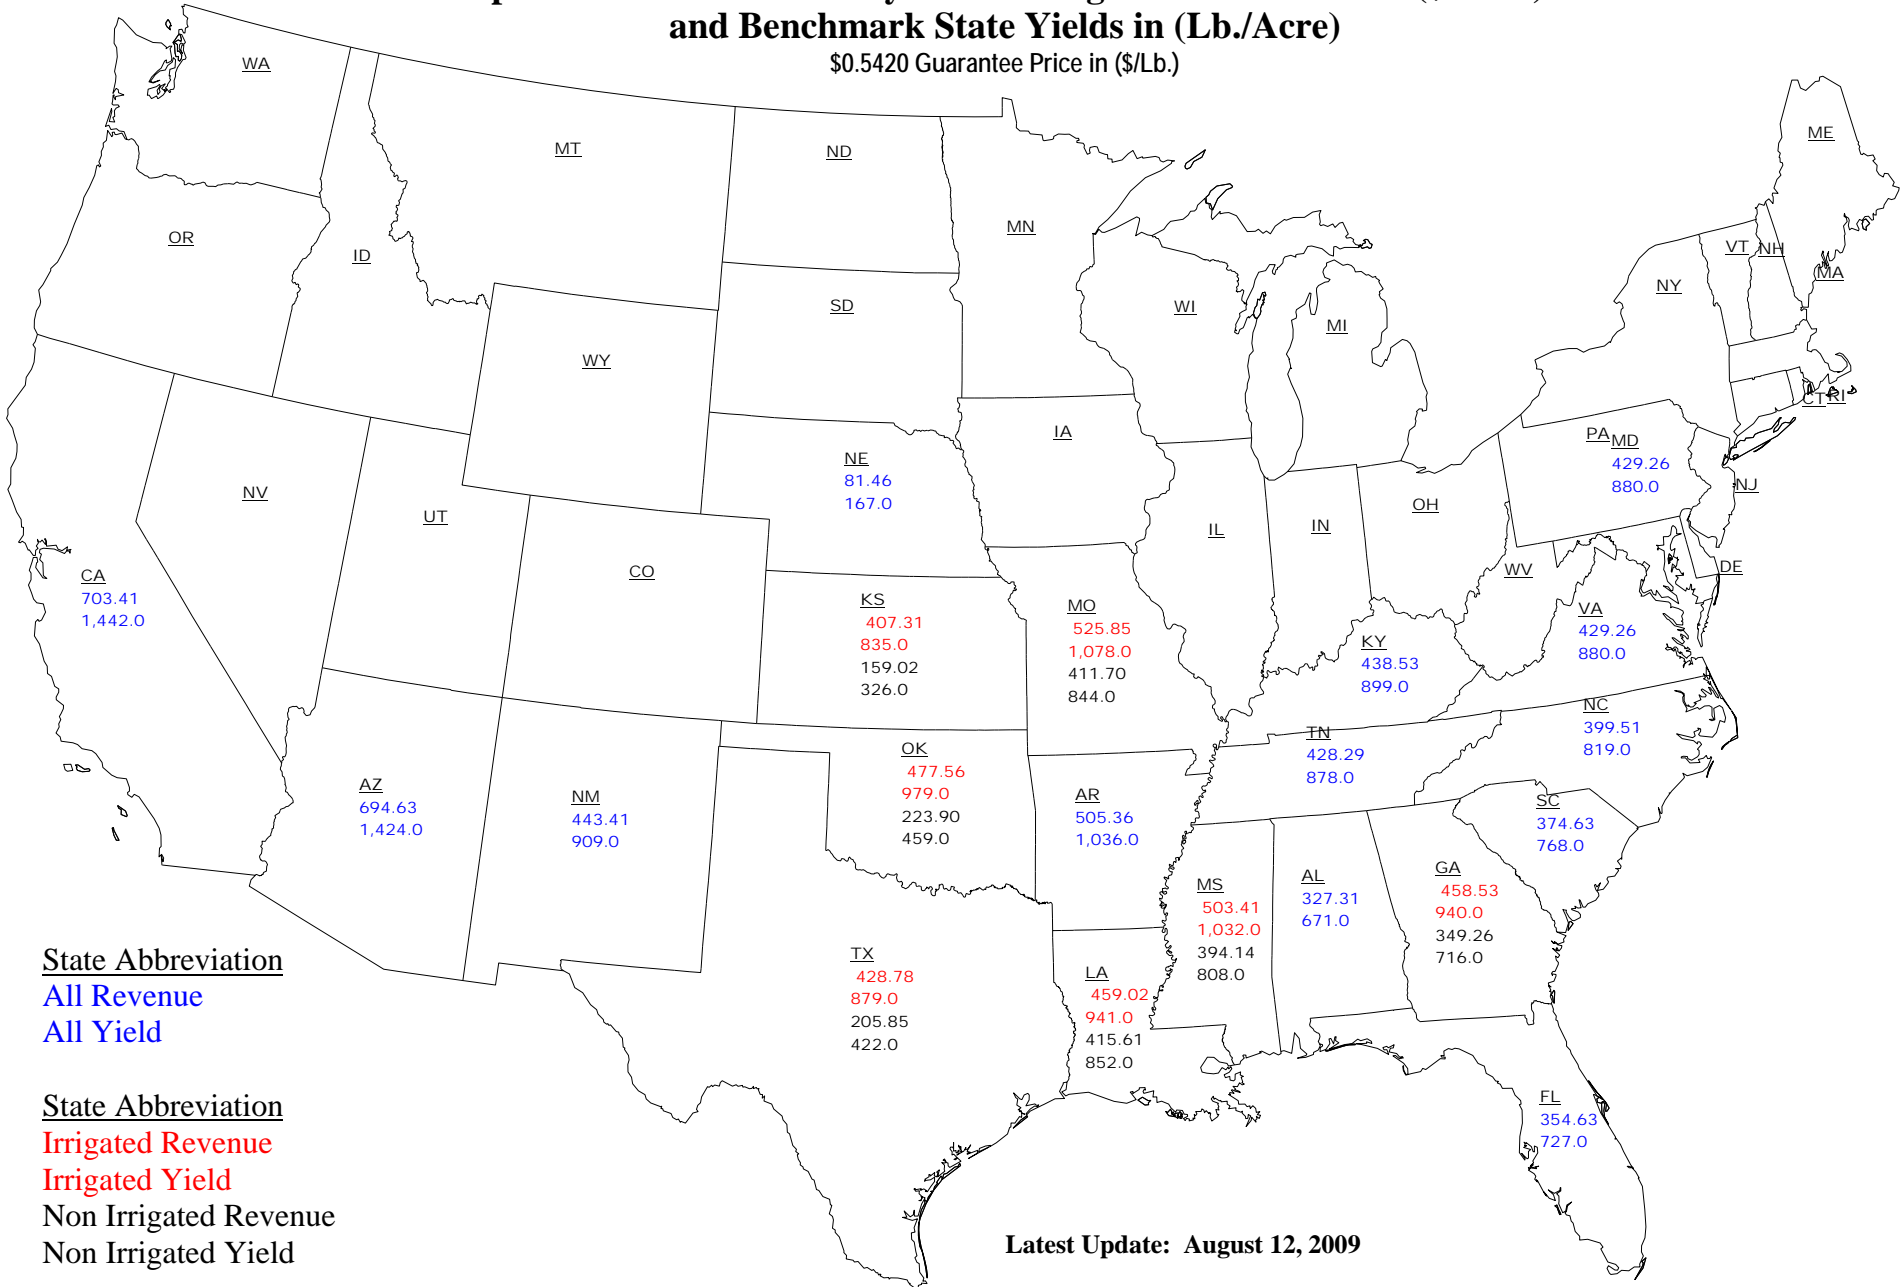 and Benchmark State Yields in (Lb./Acre)
$0.5420 Guarantee Price in ($/Lb.)
WA
MT
ND
MN
ME
OR
ID
SD
WI
MI
NY
VT
NH
MA
WY
CT
RI
NE
81.46
167.0
IA
PA
MD
429.26
880.0
NJ
NV
UT
CO
IL
IN
OH
WV
DE
CA
703.41
1,442.0
KS
407.31
835.0
159.02
326.0
MO
525.85
1,078.0
411.70
844.0
KY
438.53
899.0
VA
429.26
880.0
NC
399.51
819.0
TN
428.29
878.0
OK
477.56
979.0
223.90
459.0
AZ
694.63
1,424.0
NM
443.41
909.0
AR
505.36
1,036.0
SC
374.63
768.0
MS
503.41
1,032.0
394.14
808.0
AL
327.31
671.0
GA
458.53
940.0
349.26
716.0
TX
428.78
879.0
205.85
422.0
LA
459.02
941.0
415.61
852.0
FL
354.63
727.0
State Abbreviation
All Revenue
All Yield
State Abbreviation
Irrigated Revenue
Irrigated Yield
Non Irrigated Revenue
Non Irrigated Yield
Latest Update: August 12, 2009